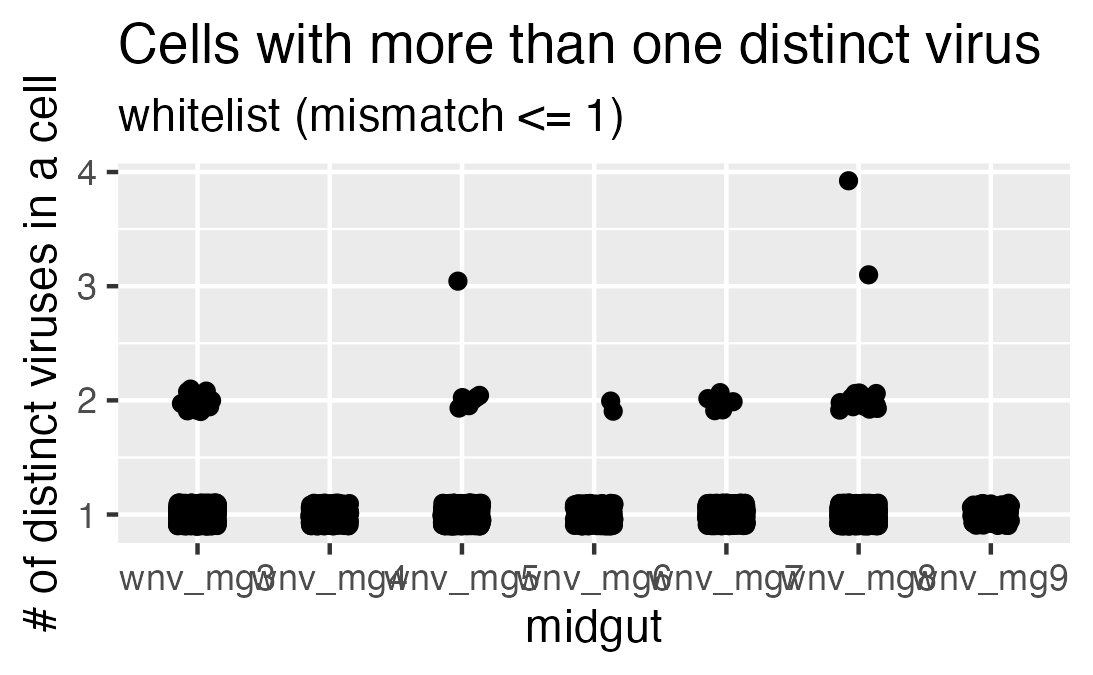 Cells with more than one distinct virus
whitelist (mismatch <= 1)
# of distinct viruses in a cell
4
3
2
1
wnv_mg3 wnv_mg4 wnv_mg5 wnv_mg6 wnv_mg7 wnv_mg8 wnv_mg9
midgut